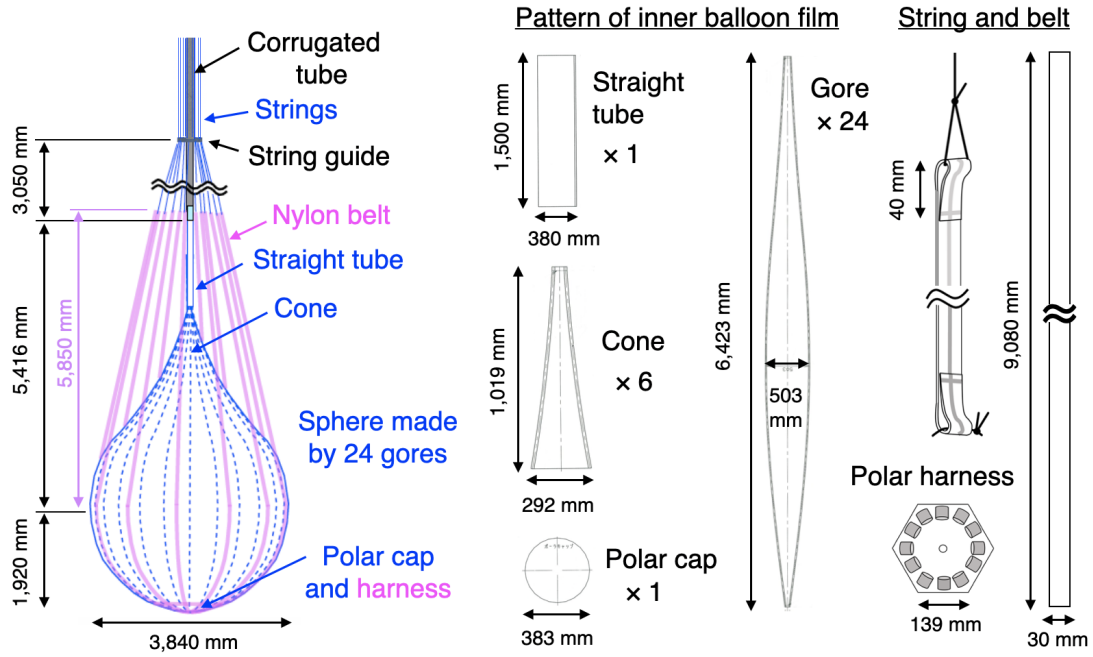 Corrugated
tube
Strings
String guide
3,050 mm
Nylon belt
Straight tube
Cone
5,416 mm
5,850 mm
Sphere made
by 24 gores
1,920 mm
Polar cap
and harness
3,840 mm
Pattern of inner balloon film
1,500 mm
Straight
tube
× 1
380 mm
1,019 mm
Cone
× 6
292 mm
Polar cap
× 1
383 mm
Gore
× 24
6,423 mm
503
mm
String and belt
40 mm
9,080 mm
Polar harness
139 mm
30 mm